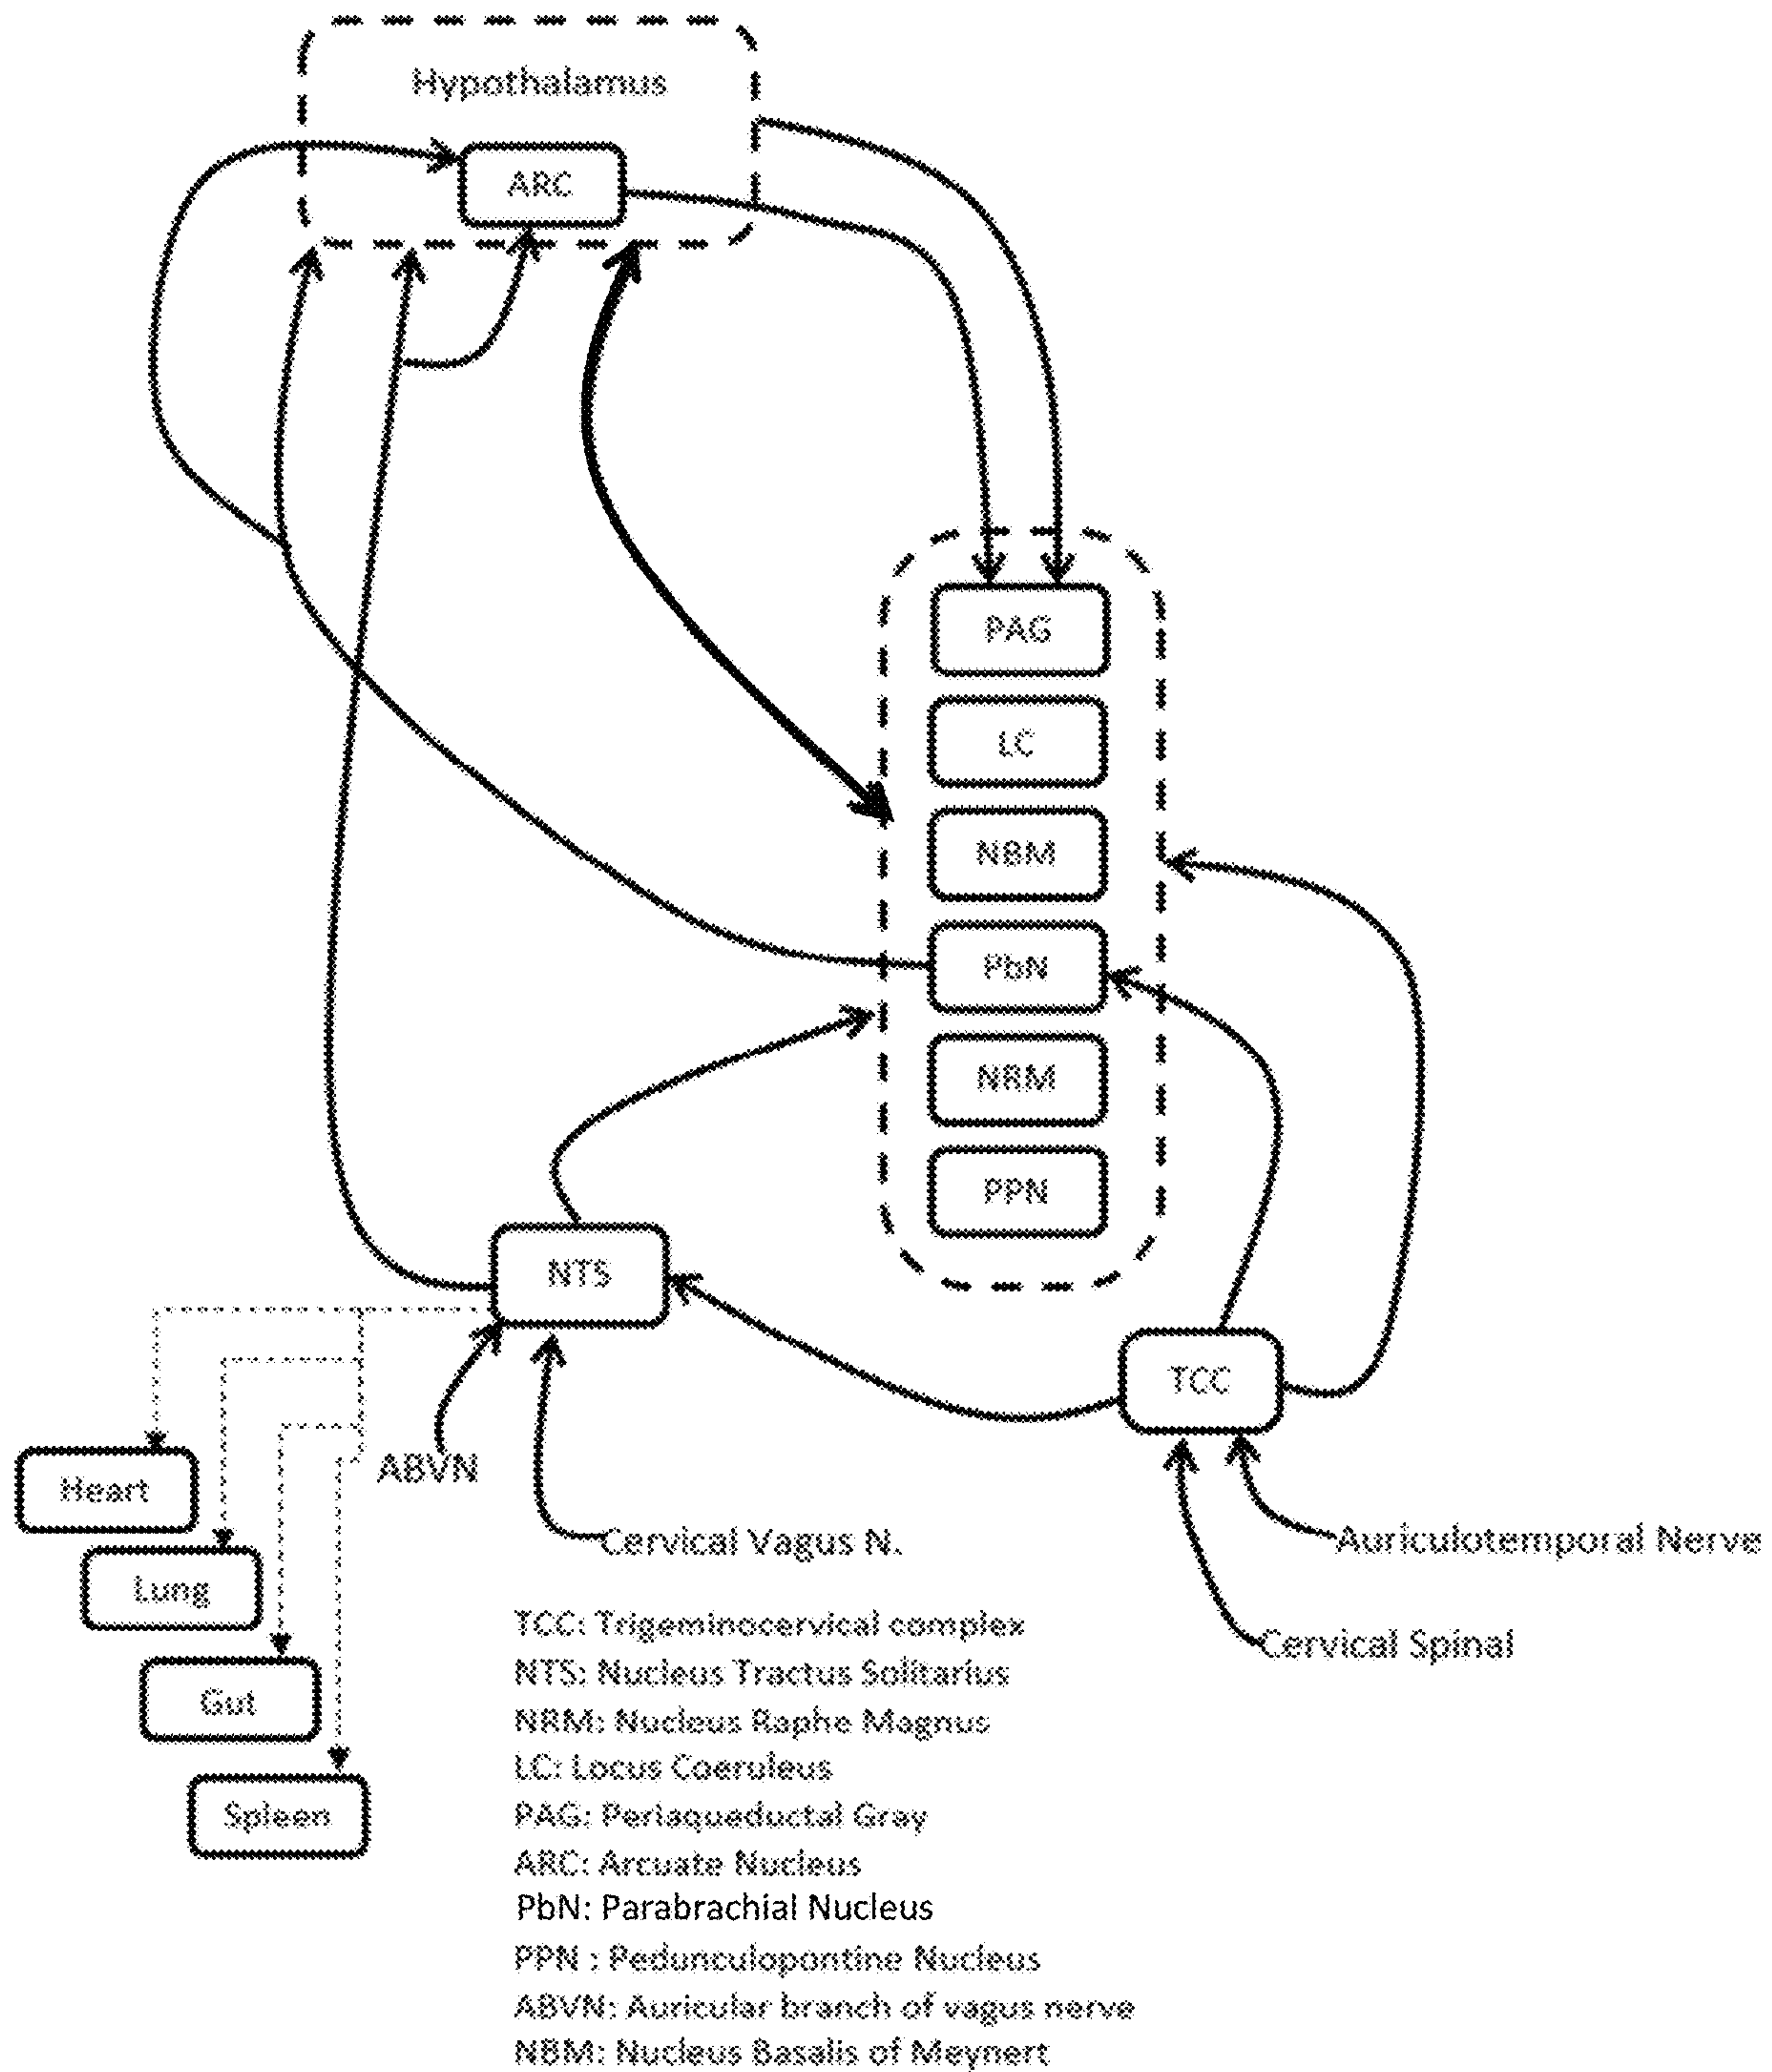 Hypothalamus
ARC
PAG
LC
NBM
PbN
NRM
PPN
NTS
TCC
Heart
ABVN
Lung
Cervical Vagus N.
Auriculotemporal Nerve
Gut
Cervical Spinal
Spleen
TCC: Trigeminocervical complex
NTS: Nucleus Tractus Solitarius
NRM: Nucleus Raphe Magnus
LC: Locus Coeruleus
PAG: Periaqueductal Gray
ARC: Arcuate Nucleus
PbN: Parabrachial Nucleus
PPN : Pedunculopontine Nucleus
ABVN: Auricular branch of vagus nerve
NBM: Nucleus Basalis of Meynert